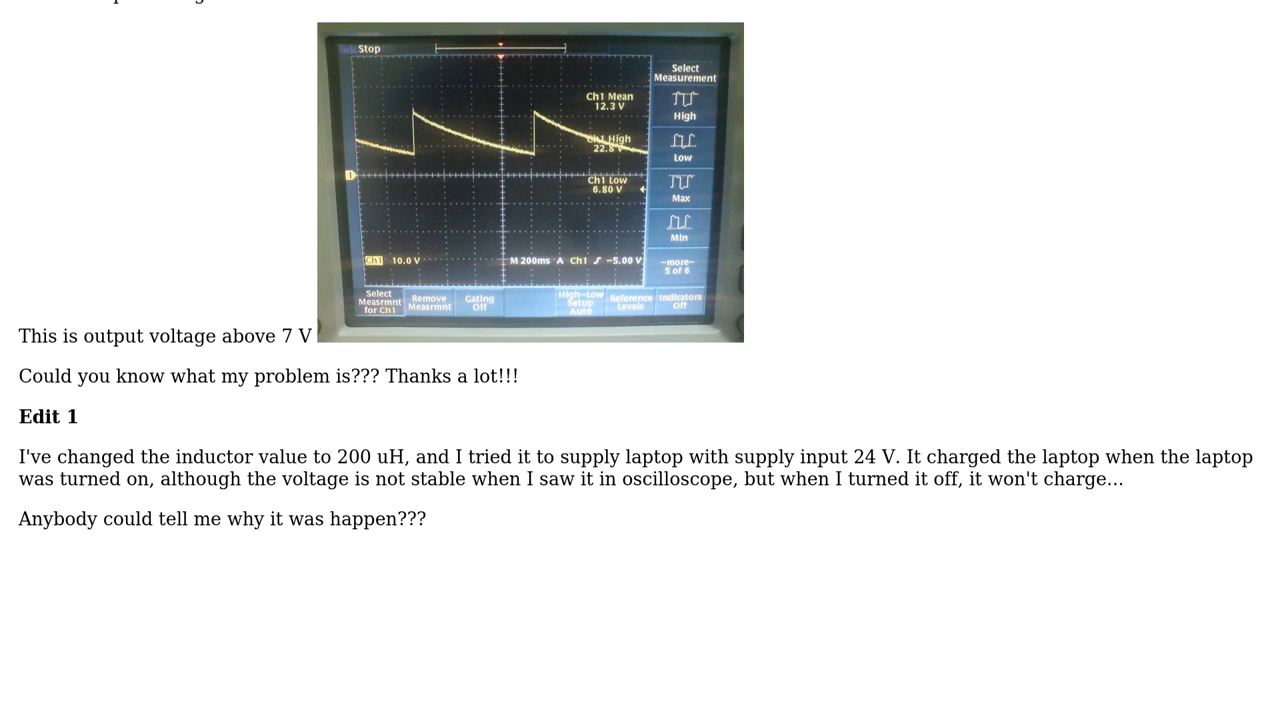 Tek Stop
Select
Measurement
Ch1 Mean
12.3 V
High
Ch1 High
22.8 V
Low
Ch1 Low
6.80 V
Max
Min
Ch1 10.0 V M 200ms A Ch1 ʃ −5.00 V
—more—
5 of 6
Select
Measrmnt
for Ch1
Remove
Measrmnt
Gating
Off
High–Low
Setup
Auto
Reference
Levels
Indicators
Off
This is output voltage above 7 V
Could you know what my problem is??? Thanks a lot!!!
Edit 1
I've changed the inductor value to 200 uH, and I tried it to supply laptop with supply input 24 V. It charged the laptop when the laptop
was turned on, although the voltage is not stable when I saw it in oscilloscope, but when I turned it off, it won't charge...
Anybody could tell me why it was happen???